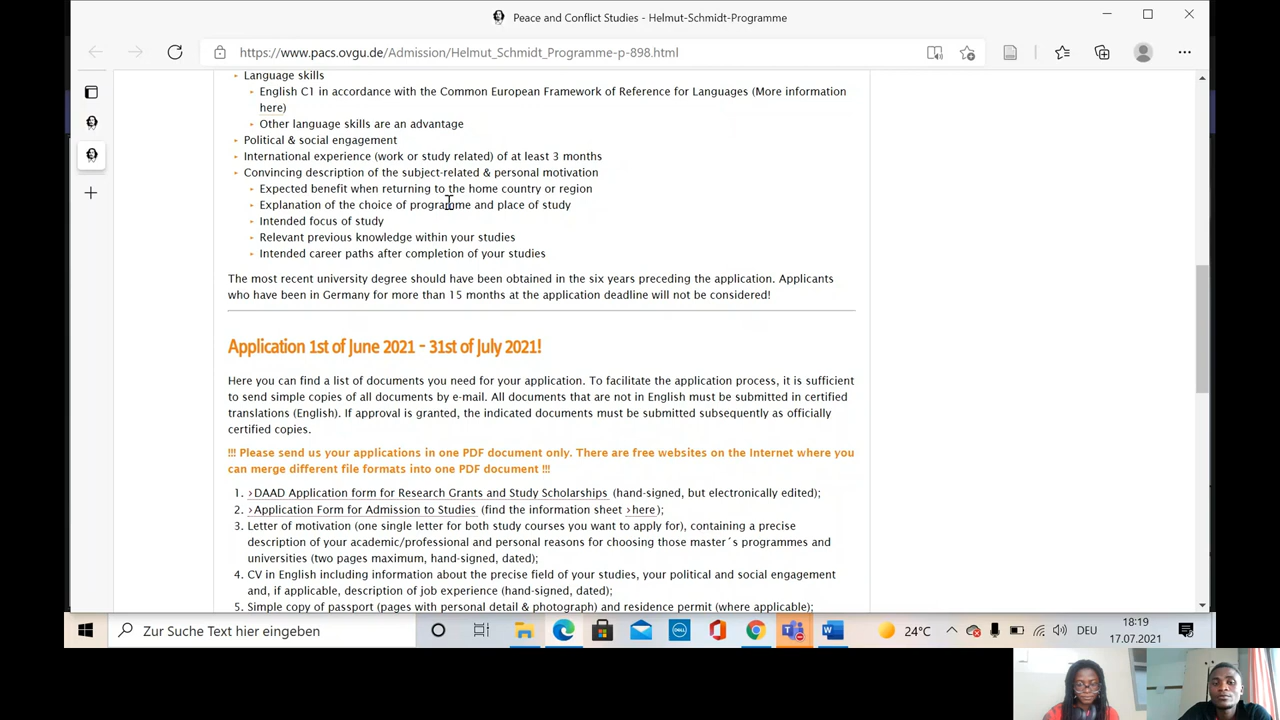 Peace and Conflict Studies - Helmut-Schmidt-Programme
https://www.pacs.ovgu.de/Admission/Helmut_Schmidt_Programme-p-898.html
Language skills
English C1 in accordance with the Common European Framework of Reference for Languages (More information
here)
Other language skills are an advantage
Political & social engagement
International experience (work or study related) of at least 3 months
Convincing description of the subject-related & personal motivation
Expected benefit when returning to the home country or region
Explanation of the choice of programme and place of study
Intended focus of study
Relevant previous knowledge within your studies
Intended career paths after completion of your studies
The most recent university degree should have been obtained in the six years preceding the application. Applicants
who have been in Germany for more than 15 months at the application deadline will not be considered!
Application 1st of June 2021 - 31st of July 2021!
Here you can find a list of documents you need for your application. To facilitate the application process, it is sufficient
to send simple copies of all documents by e-mail. All documents that are not in English must be submitted in certified
translations (English). If approval is granted, the indicated documents must be submitted subsequently as officially
certified copies.
!!! Please send us your applications in one PDF document only. There are free websites on the Internet where you
can merge different file formats into one PDF document !!!
1. › DAAD Application form for Research Grants and Study Scholarships (hand-signed, but electronically edited);
2. › Application Form for Admission to Studies (find the information sheet › here);
3. Letter of motivation (one single letter for both study courses you want to apply for), containing a precise
description of your academic/professional and personal reasons for choosing those master´s programmes and
universities (two pages maximum, hand-signed, dated);
4. CV in English including information about the precise field of your studies, your political and social engagement
and, if applicable, description of job experience (hand-signed, dated);
5. Simple copy of passport (pages with personal detail & photograph) and residence permit (where applicable);
Zur Suche Text hier eingeben
DELL
24°C
DEU
18:19
17.07.2021